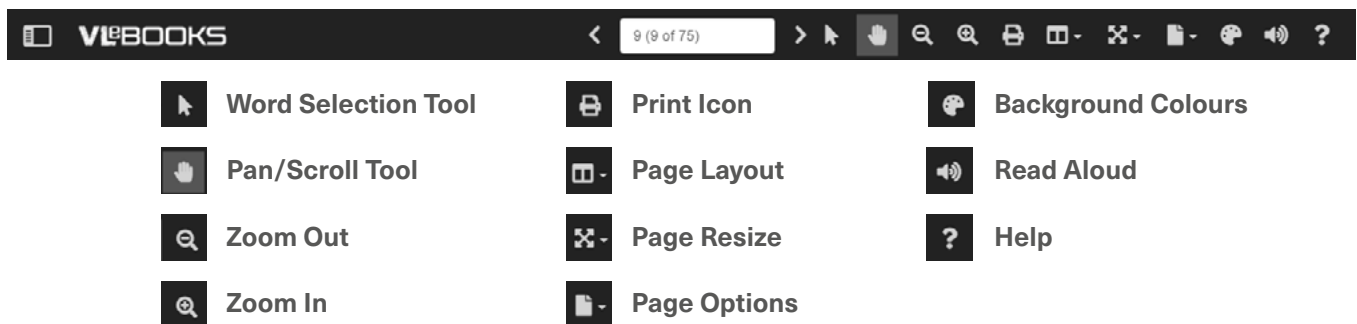 VLeBOOKS 9 (9 of 75) ?
Word Selection Tool
Pan/Scroll Tool
Zoom Out
Zoom In
Print Icon
Page Layout
Page Resize
Page Options
Background Colours
Read Aloud
? Help